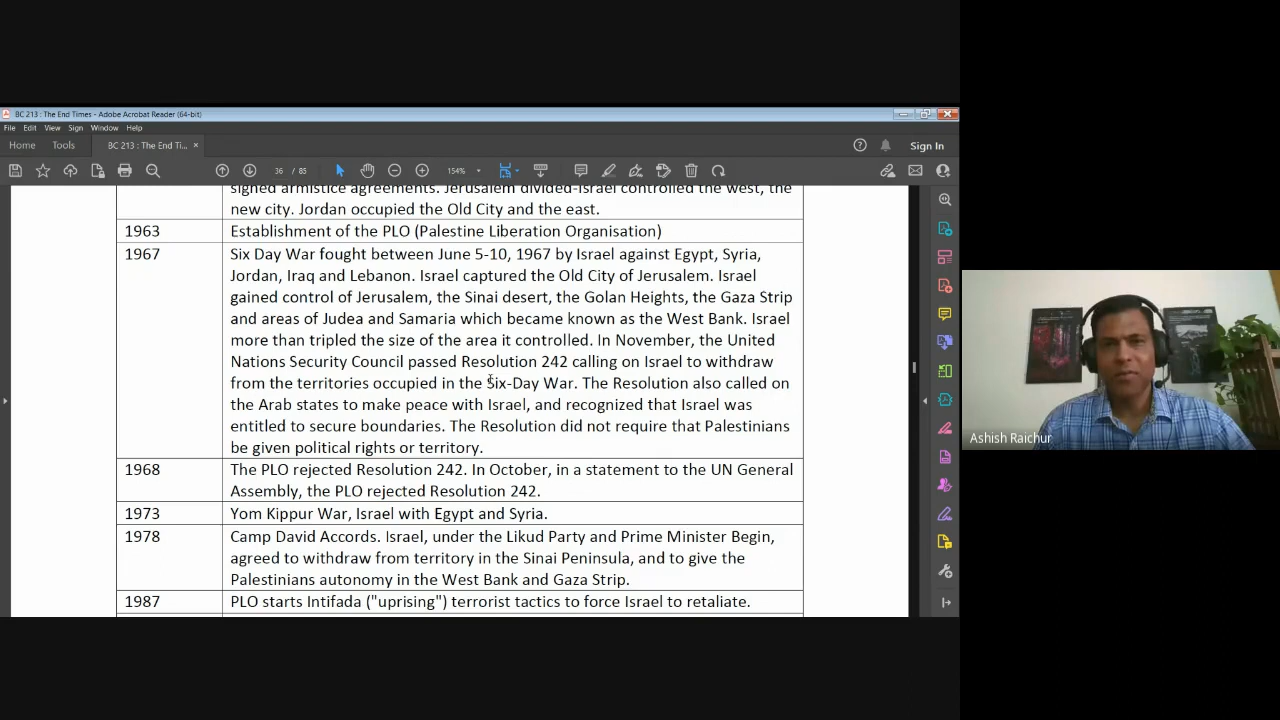 BC 213 : The End Times - Adobe Acrobat Reader (64-bit)
File Edit View Sign Window Help
Home Tools BC 213 : The End Ti... × Sign In
36 / 85 154%
signed armistice agreements. Jerusalem divided-Israel controlled the west, the
new city. Jordan occupied the Old City and the east.
1963 Establishment of the PLO (Palestine Liberation Organisation)
1967 Six Day War fought between June 5-10, 1967 by Israel against Egypt, Syria,
Jordan, Iraq and Lebanon. Israel captured the Old City of Jerusalem. Israel
gained control of Jerusalem, the Sinai desert, the Golan Heights, the Gaza Strip
and areas of Judea and Samaria which became known as the West Bank. Israel
more than tripled the size of the area it controlled. In November, the United
Nations Security Council passed Resolution 242 calling on Israel to withdraw
from the territories occupied in the Six-Day War. The Resolution also called on
the Arab states to make peace with Israel, and recognized that Israel was
entitled to secure boundaries. The Resolution did not require that Palestinians
be given political rights or territory.
1968 The PLO rejected Resolution 242. In October, in a statement to the UN General
Assembly, the PLO rejected Resolution 242.
1973 Yom Kippur War, Israel with Egypt and Syria.
1978 Camp David Accords. Israel, under the Likud Party and Prime Minister Begin,
agreed to withdraw from territory in the Sinai Peninsula, and to give the
Palestinians autonomy in the West Bank and Gaza Strip.
1987 PLO starts Intifada ("uprising") terrorist tactics to force Israel to retaliate.
Ashish Raichur